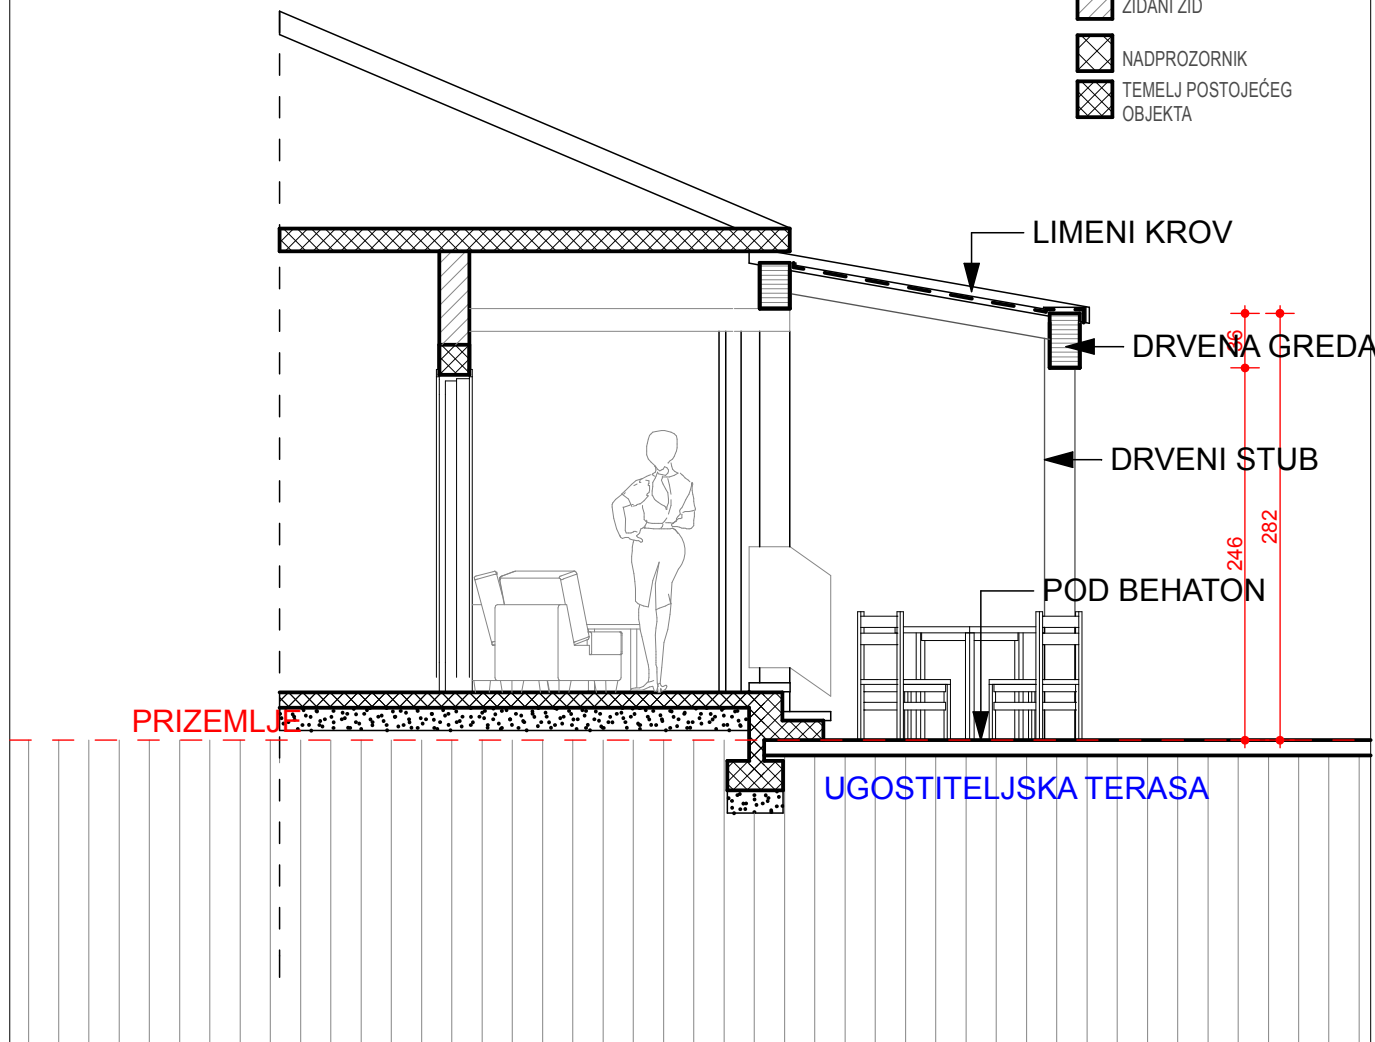 ZIDANI ZID
NADPROZORNIK
TEMELJ POSTOJEĆEG
OBJEKTA
LIMENI KROV
36
DRVENA GREDA
DRVENI STUB
282
246
POD BEHATON
PRIZEMLJE
UGOSTITELJSKA TERASA